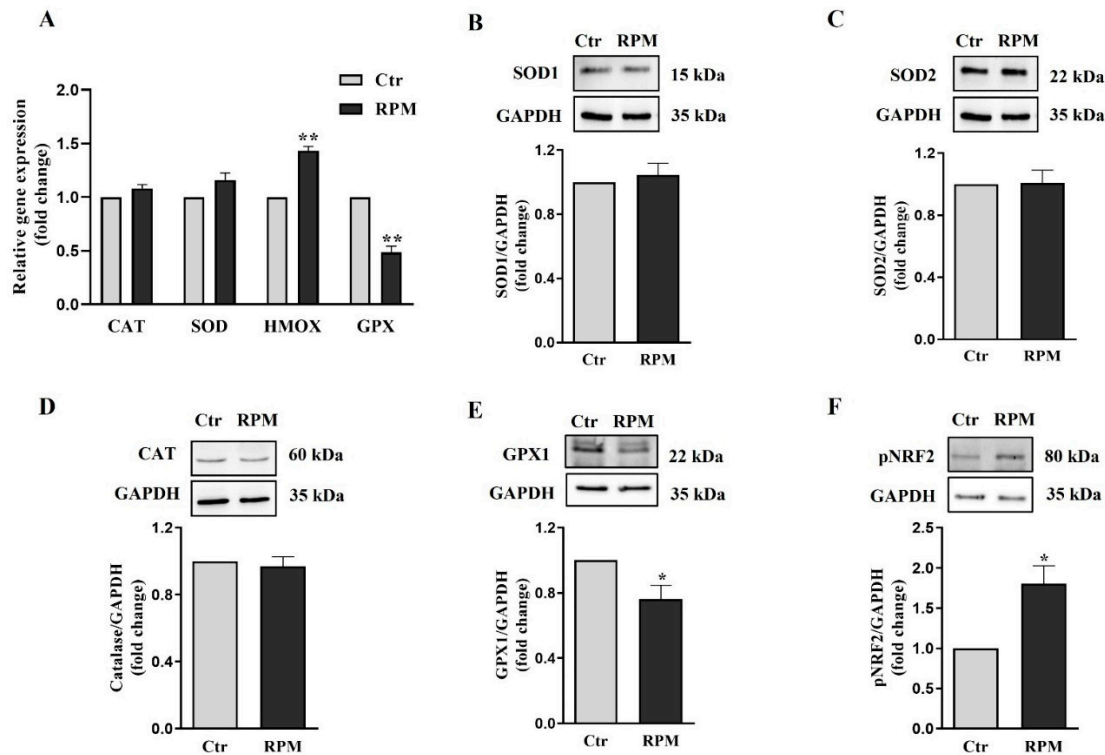 A
Ctr
RPM
2.0
1.5
1.0
0.5
0.0
Relative gene expression
(fold change)
**
**
CAT SOD HMOX GPX
B
Ctr RPM
SOD1 15 kDa
GAPDH 35 kDa
1.2
0.8
0.4
0.0
SOD1/GAPDH
(fold change)
Ctr RPM
C
Ctr RPM
SOD2 22 kDa
GAPDH 35 kDa
1.2
0.8
0.4
0.0
SOD2/GAPDH
(fold change)
Ctr RPM
D
Ctr RPM
CAT 60 kDa
GAPDH 35 kDa
1.2
0.8
0.4
0.0
Catalase/GAPDH
(fold change)
Ctr RPM
E
Ctr RPM
GPX1 22 kDa
GAPDH 35 kDa
1.2
0.8
0.4
0.0
GPX1/GAPDH
(fold change)
*
Ctr RPM
F
Ctr RPM
pNRF2 80 kDa
GAPDH 35 kDa
2.5
2.0
1.5
1.0
0.5
0.0
pNRF2/GAPDH
(fold change)
*
Ctr RPM